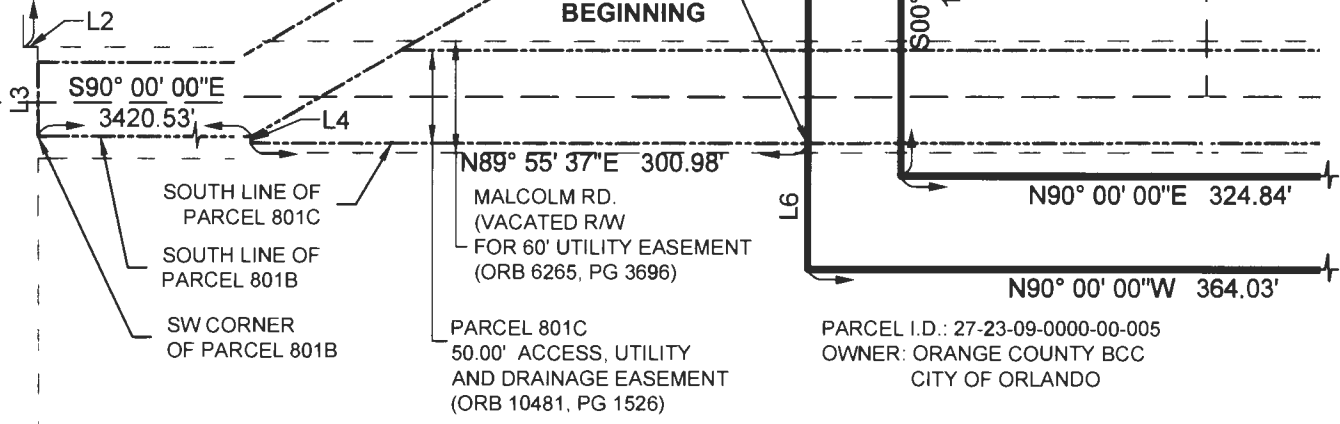 BEGINNING
L2
S00°
L3
S90° 00' 00"E
3420.53'
L4
N89° 55' 37"E 300.98'
SOUTH LINE OF
PARCEL 801C
MALCOLM RD.
(VACATED R/W
FOR 60' UTILITY EASEMENT
(ORB 6265, PG 3696)
L6
N90° 00' 00"E 324.84'
SOUTH LINE OF
PARCEL 801B
N90° 00' 00"W 364.03'
SW CORNER
OF PARCEL 801B
PARCEL 801C
50.00' ACCESS, UTILITY
AND DRAINAGE EASEMENT
(ORB 10481, PG 1526)
PARCEL I.D.: 27-23-09-0000-00-005
OWNER: ORANGE COUNTY BCC
CITY OF ORLANDO